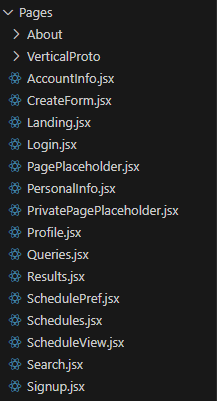 Pages
About
VerticalProto
AccountInfo.jsx
CreateForm.jsx
Landing.jsx
Login.jsx
PagePlaceholder.jsx
PersonalInfo.jsx
PrivatePagePlaceholder.jsx
Profile.jsx
Queries.jsx
Results.jsx
SchedulePref.jsx
Schedules.jsx
ScheduleView.jsx
Search.jsx
Signup.jsx